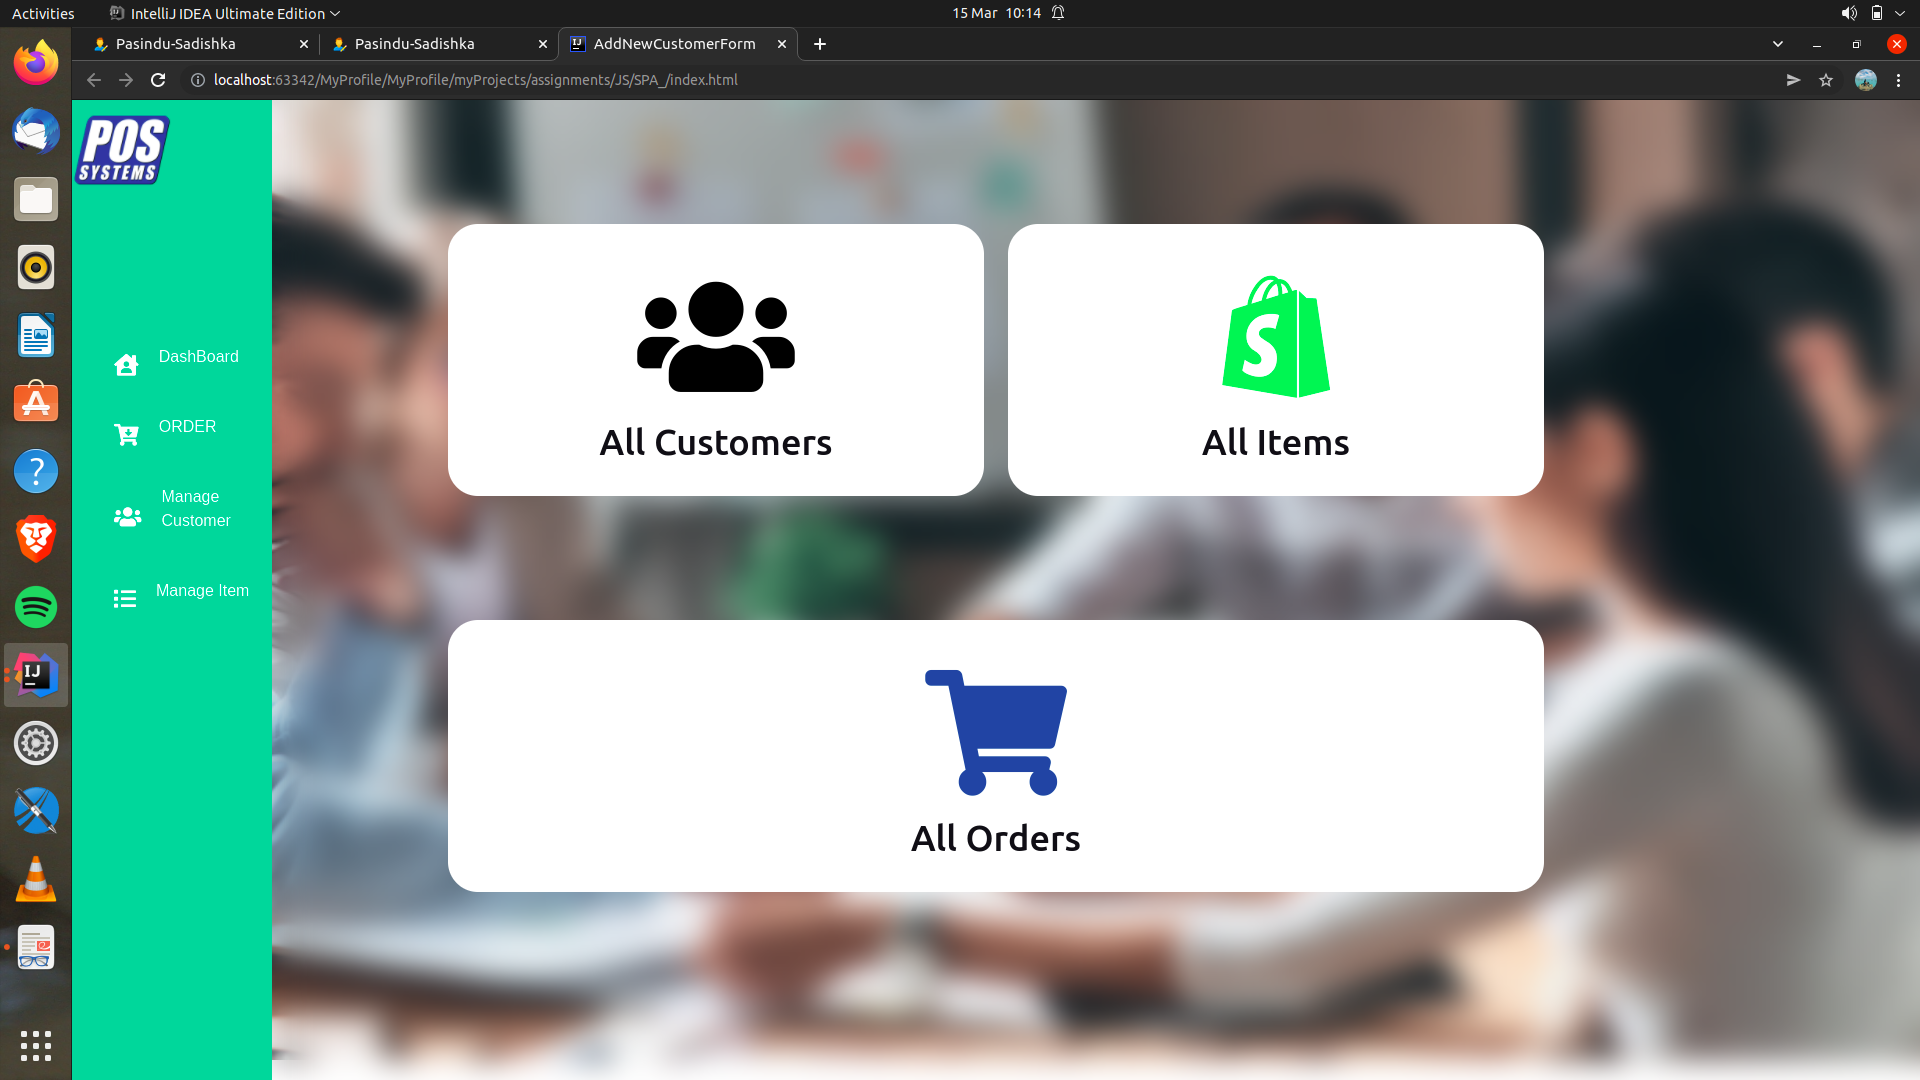 Activities
IntelliJ IDEA Ultimate Edition
15 Mar 10:14
Pasindu-Sadishka
Pasindu-Sadishka
AddNewCustomerForm
localhost:63342/MyProfile/MyProfile/myProjects/assignments/JS/SPA_/index.html
POS
SYSTEMS
DashBoard
ORDER
Manage
Customer
Manage Item
All Customers
S
All Items
All Orders
IJ